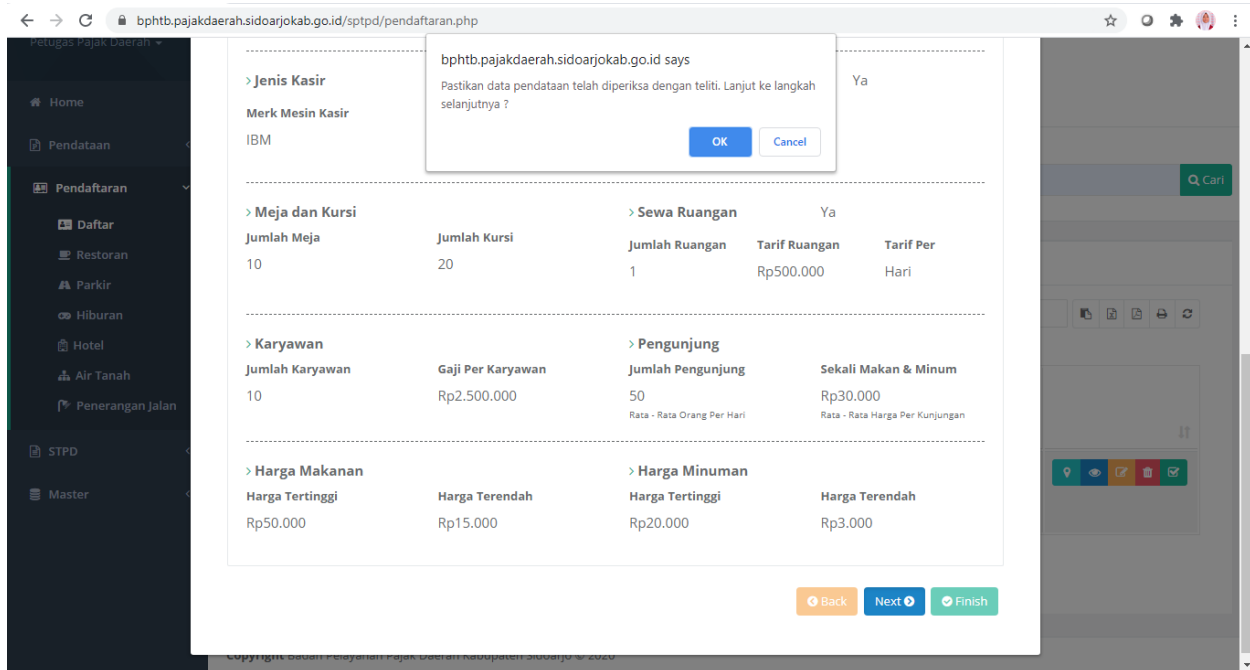 bphtb.pajakdaerah.sidoarjokab.go.id/sptpd/pendaftaran.php
Petugas Pajak Daerah
Home
Pendataan
Pendaftaran
Daftar
Restoran
Parkir
Hiburan
Hotel
Air Tanah
Penerangan Jalan
STPD
Master
bphtb.pajakdaerah.sidoarjokab.go.id says
Pastikan data pendataan telah diperiksa dengan teliti. Lanjut ke langkah
selanjutnya ?
OK Cancel
> Jenis Kasir Ya
Merk Mesin Kasir
IBM
Cari
> Meja dan Kursi > Sewa Ruangan Ya
Jumlah Meja Jumlah Kursi Jumlah Ruangan Tarif Ruangan Tarif Per
10 20 1 Rp500.000 Hari
> Karyawan > Pengunjung
Jumlah Karyawan Gaji Per Karyawan Jumlah Pengunjung Sekali Makan & Minum
10 Rp2.500.000 50 Rp30.000
Rata - Rata Orang Per Hari Rata - Rata Harga Per Kunjungan
> Harga Makanan > Harga Minuman
Harga Tertinggi Harga Terendah Harga Tertinggi Harga Terendah
Rp50.000 Rp15.000 Rp20.000 Rp3.000
Back Next Finish
Copyright Badan Pelayanan Pajak Daerah Kabupaten Sidoarjo © 2020